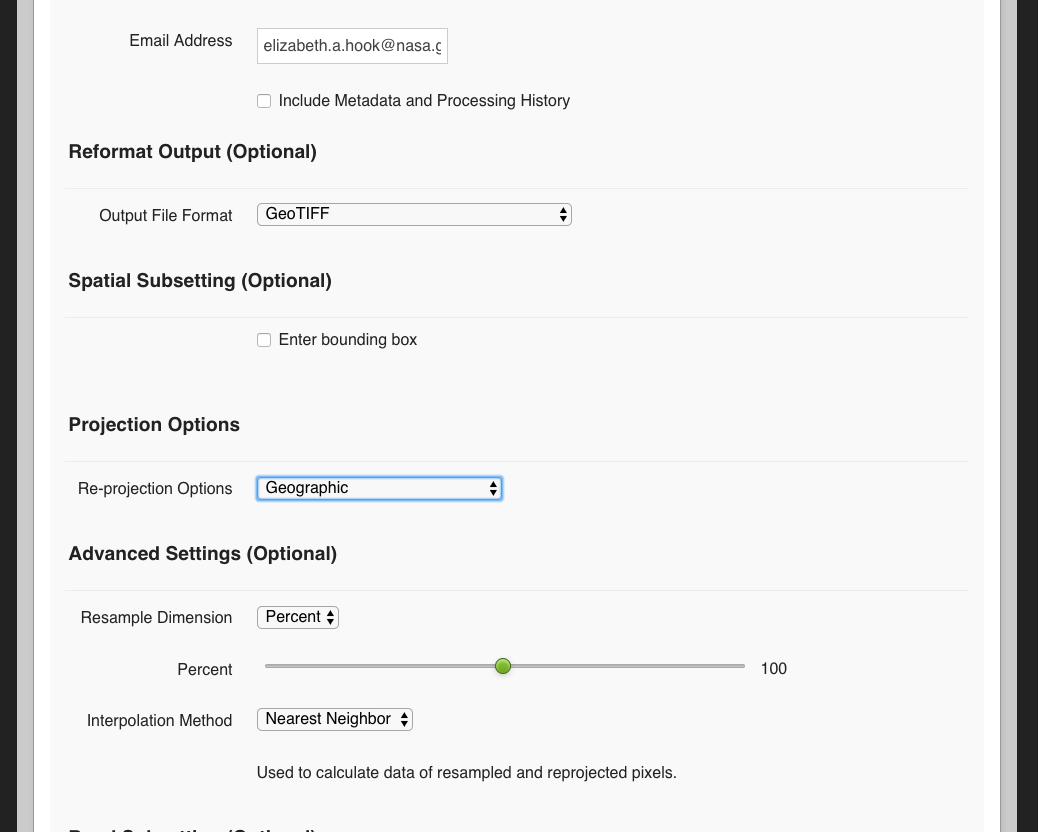 Email Address
elizabeth.a.hook@nasa.g
Include Metadata and Processing History
Reformat Output (Optional)
Output File Format GeoTIFF
Spatial Subsetting (Optional)
Enter bounding box
Projection Options
Re-projection Options Geographic
Advanced Settings (Optional)
Resample Dimension Percent
Percent 100
Interpolation Method Nearest Neighbor
Used to calculate data of resampled and reprojected pixels.